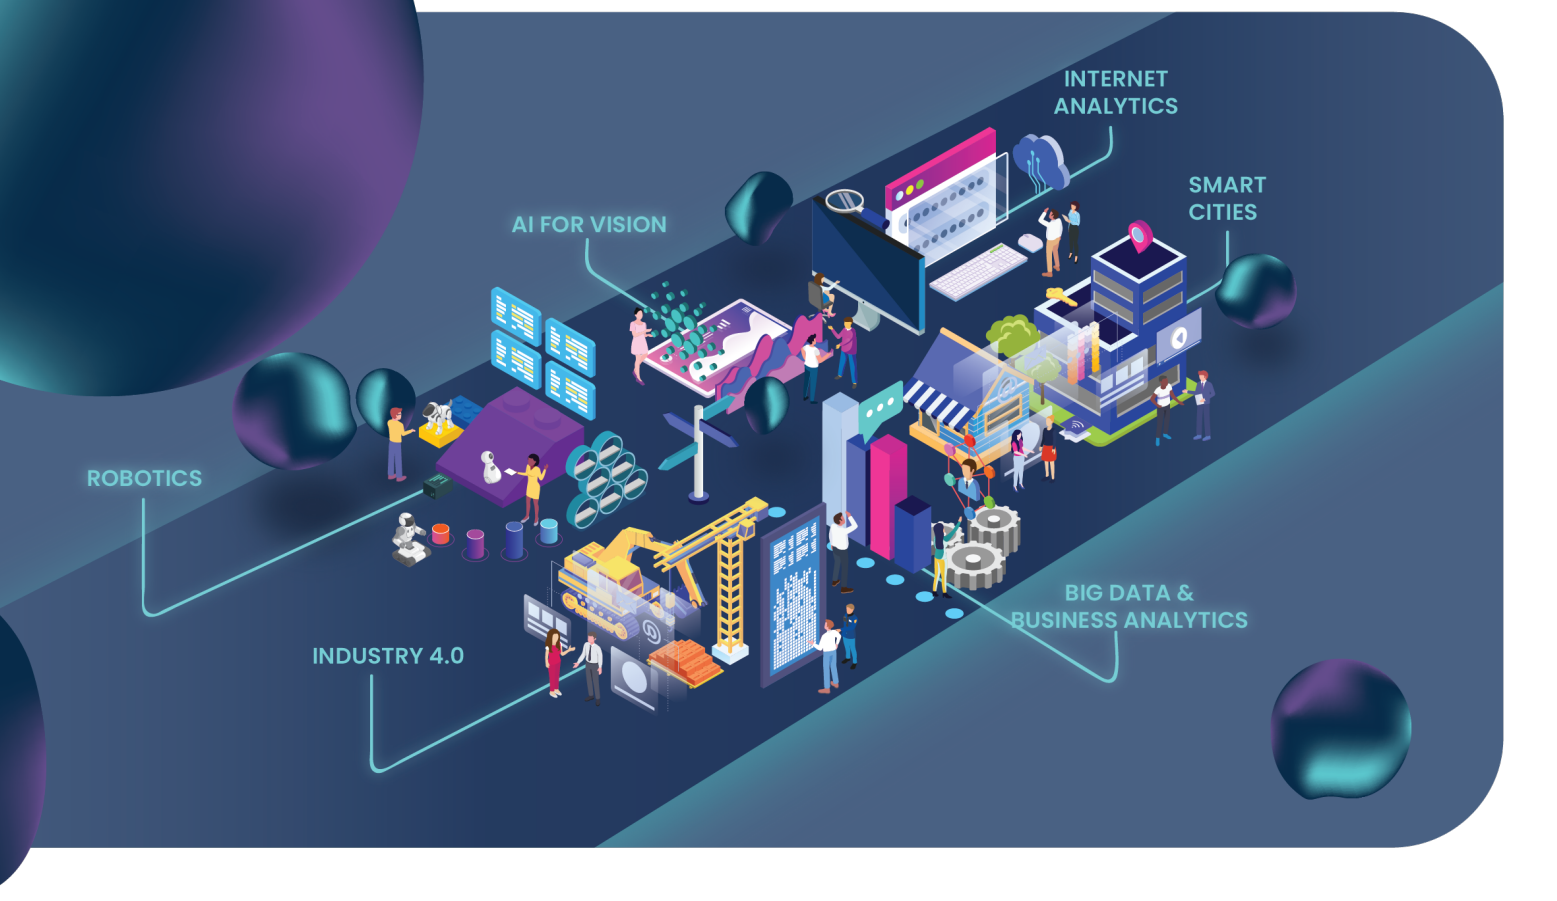 INTERNET
ANALYTICS
SMART
CITIES
AI FOR VISION
ROBOTICS
BIG DATA &
BUSINESS ANALYTICS
INDUSTRY 4.0